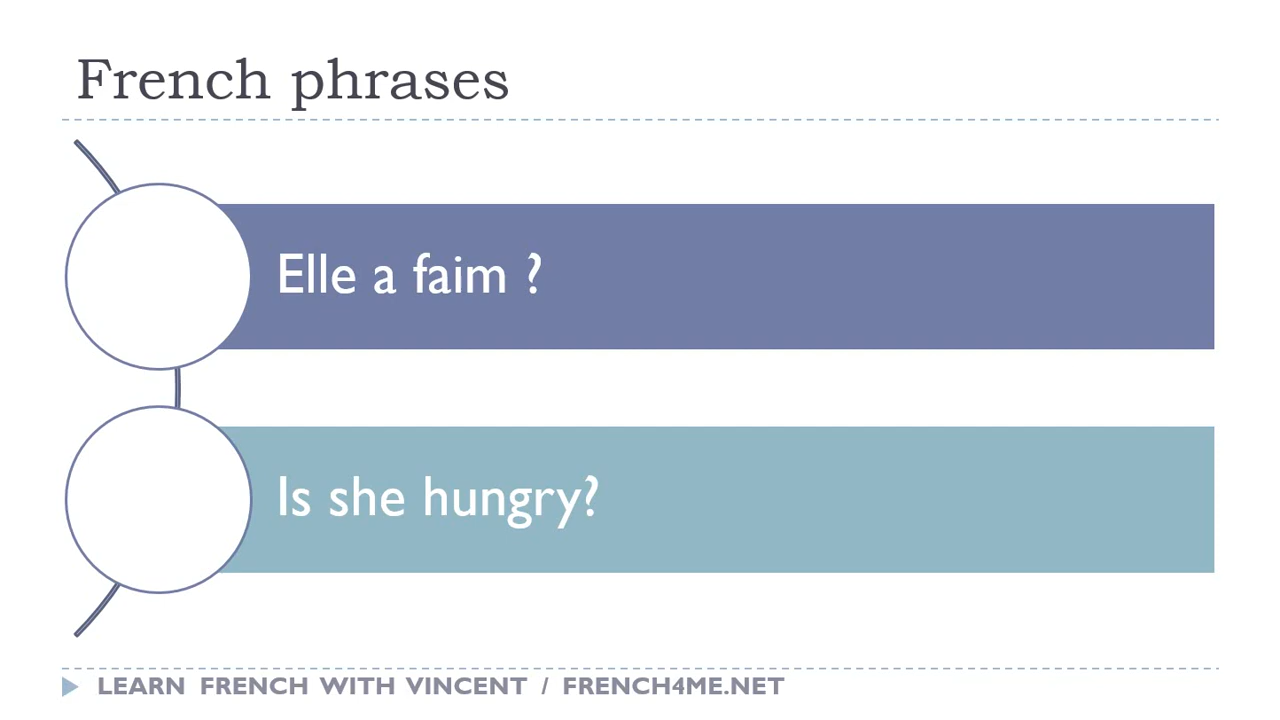 French phrases
Elle a faim ?
Is she hungry?
LEARN FRENCH WITH VINCENT / FRENCH4ME.NET